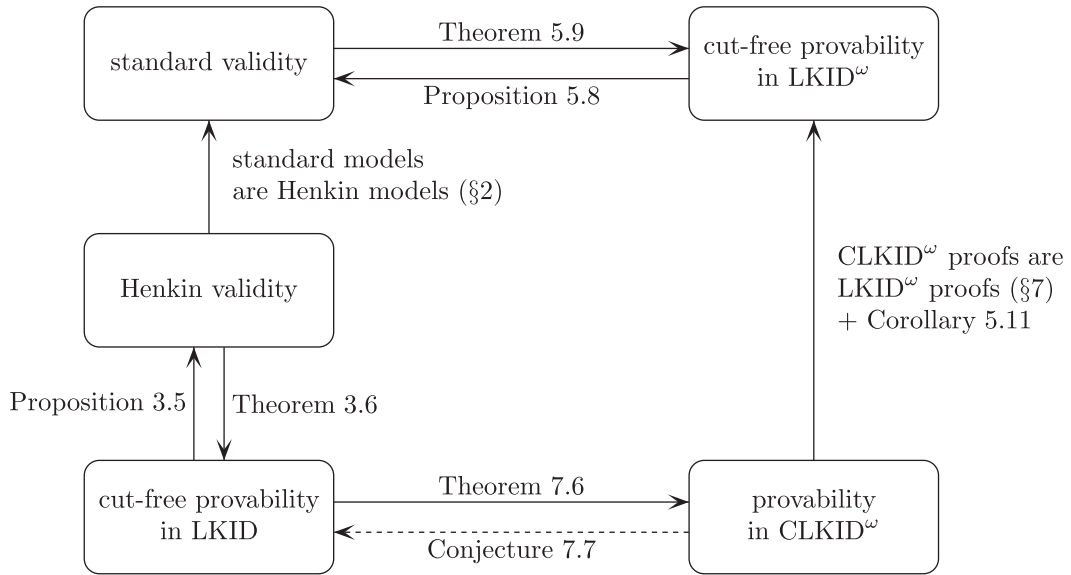 Theorem 5.9
standard validity
cut-free provability
in LKID^ω
Proposition 5.8
standard models
are Henkin models (§2)
CLKID^ω proofs are
LKID^ω proofs (§7)
+ Corollary 5.11
Henkin validity
Proposition 3.5
Theorem 3.6
cut-free provability
in LKID
Theorem 7.6
provability
in CLKID^ω
Conjecture 7.7